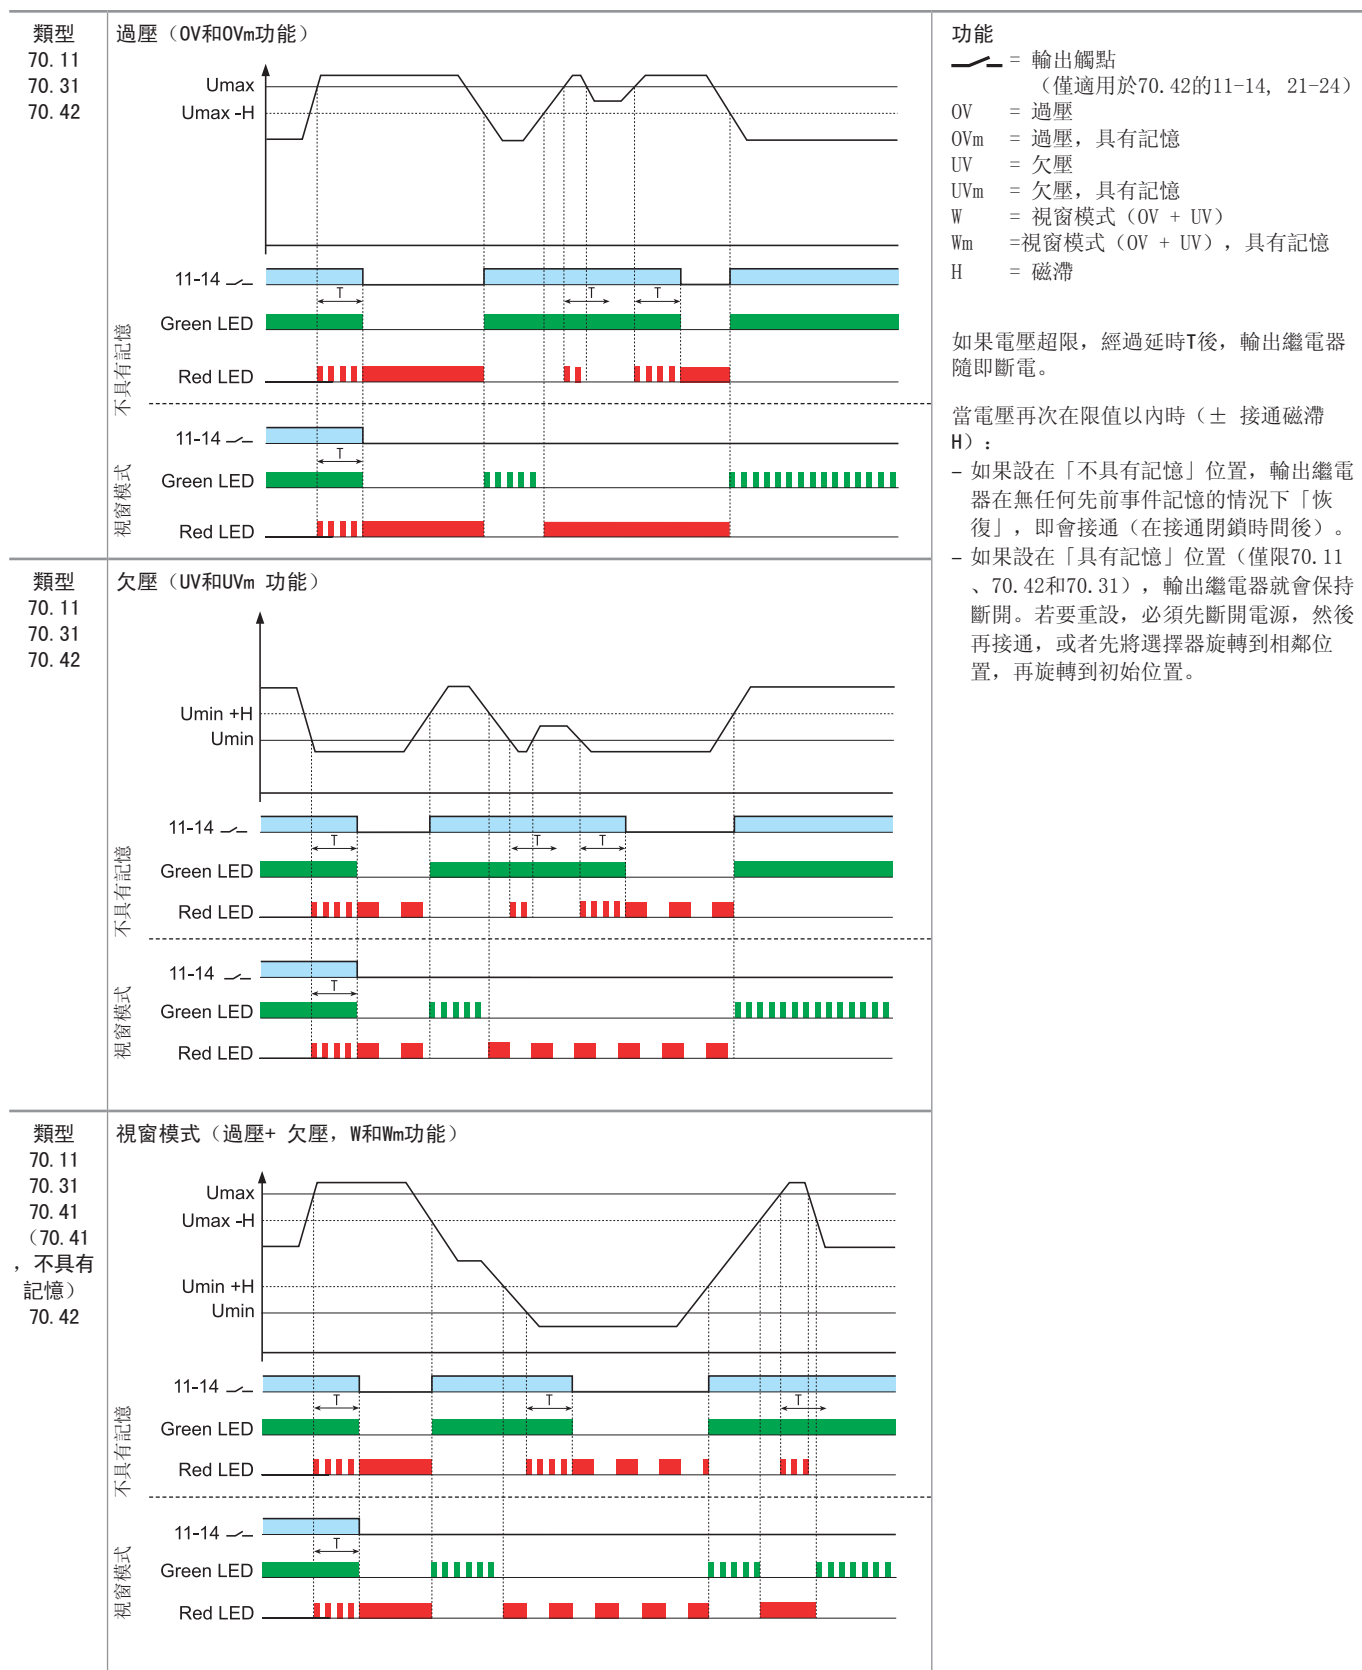 類型
70.11
70.31
70.42
過壓（OV和OVm功能）
Umax
Umax -H
不具有記憶
11-14
T
T
T
Green LED
Red LED
視窗模式
11-14
T
Green LED
Red LED
類型
70.11
70.31
70.42
欠壓（UV和UVm 功能）
Umin +H
Umin
不具有記憶
11-14
T
T
T
Green LED
Red LED
視窗模式
11-14
T
Green LED
Red LED
類型
70.11
70.31
70.41
（70.41
，不具有
記憶）
70.42
視窗模式（過壓+ 欠壓，W和Wm功能）
Umax
Umax -H
Umin +H
Umin
不具有記憶
11-14
T
T
T
Green LED
Red LED
視窗模式
11-14
T
Green LED
Red LED
功能
= 輸出觸點
（僅適用於70.42的11-14, 21-24）
OV = 過壓
OVm = 過壓，具有記憶
UV = 欠壓
UVm = 欠壓，具有記憶
W = 視窗模式（OV + UV）
Wm =視窗模式（OV + UV），具有記憶
H = 磁滯
如果電壓超限，經過延時T後，輸出繼電器
隨即斷電。
當電壓再次在限值以內時（± 接通磁滯
H）：
– 如果設在「不具有記憶」位置，輸出繼電
器在無任何先前事件記憶的情況下「恢
復」，即會接通（在接通閉鎖時間後）。
– 如果設在「具有記憶」位置（僅限70.11
、70.42和70.31），輸出繼電器就會保持
斷開。若要重設，必須先斷開電源，然後
再接通，或者先將選擇器旋轉到相鄰位
置，再旋轉到初始位置。